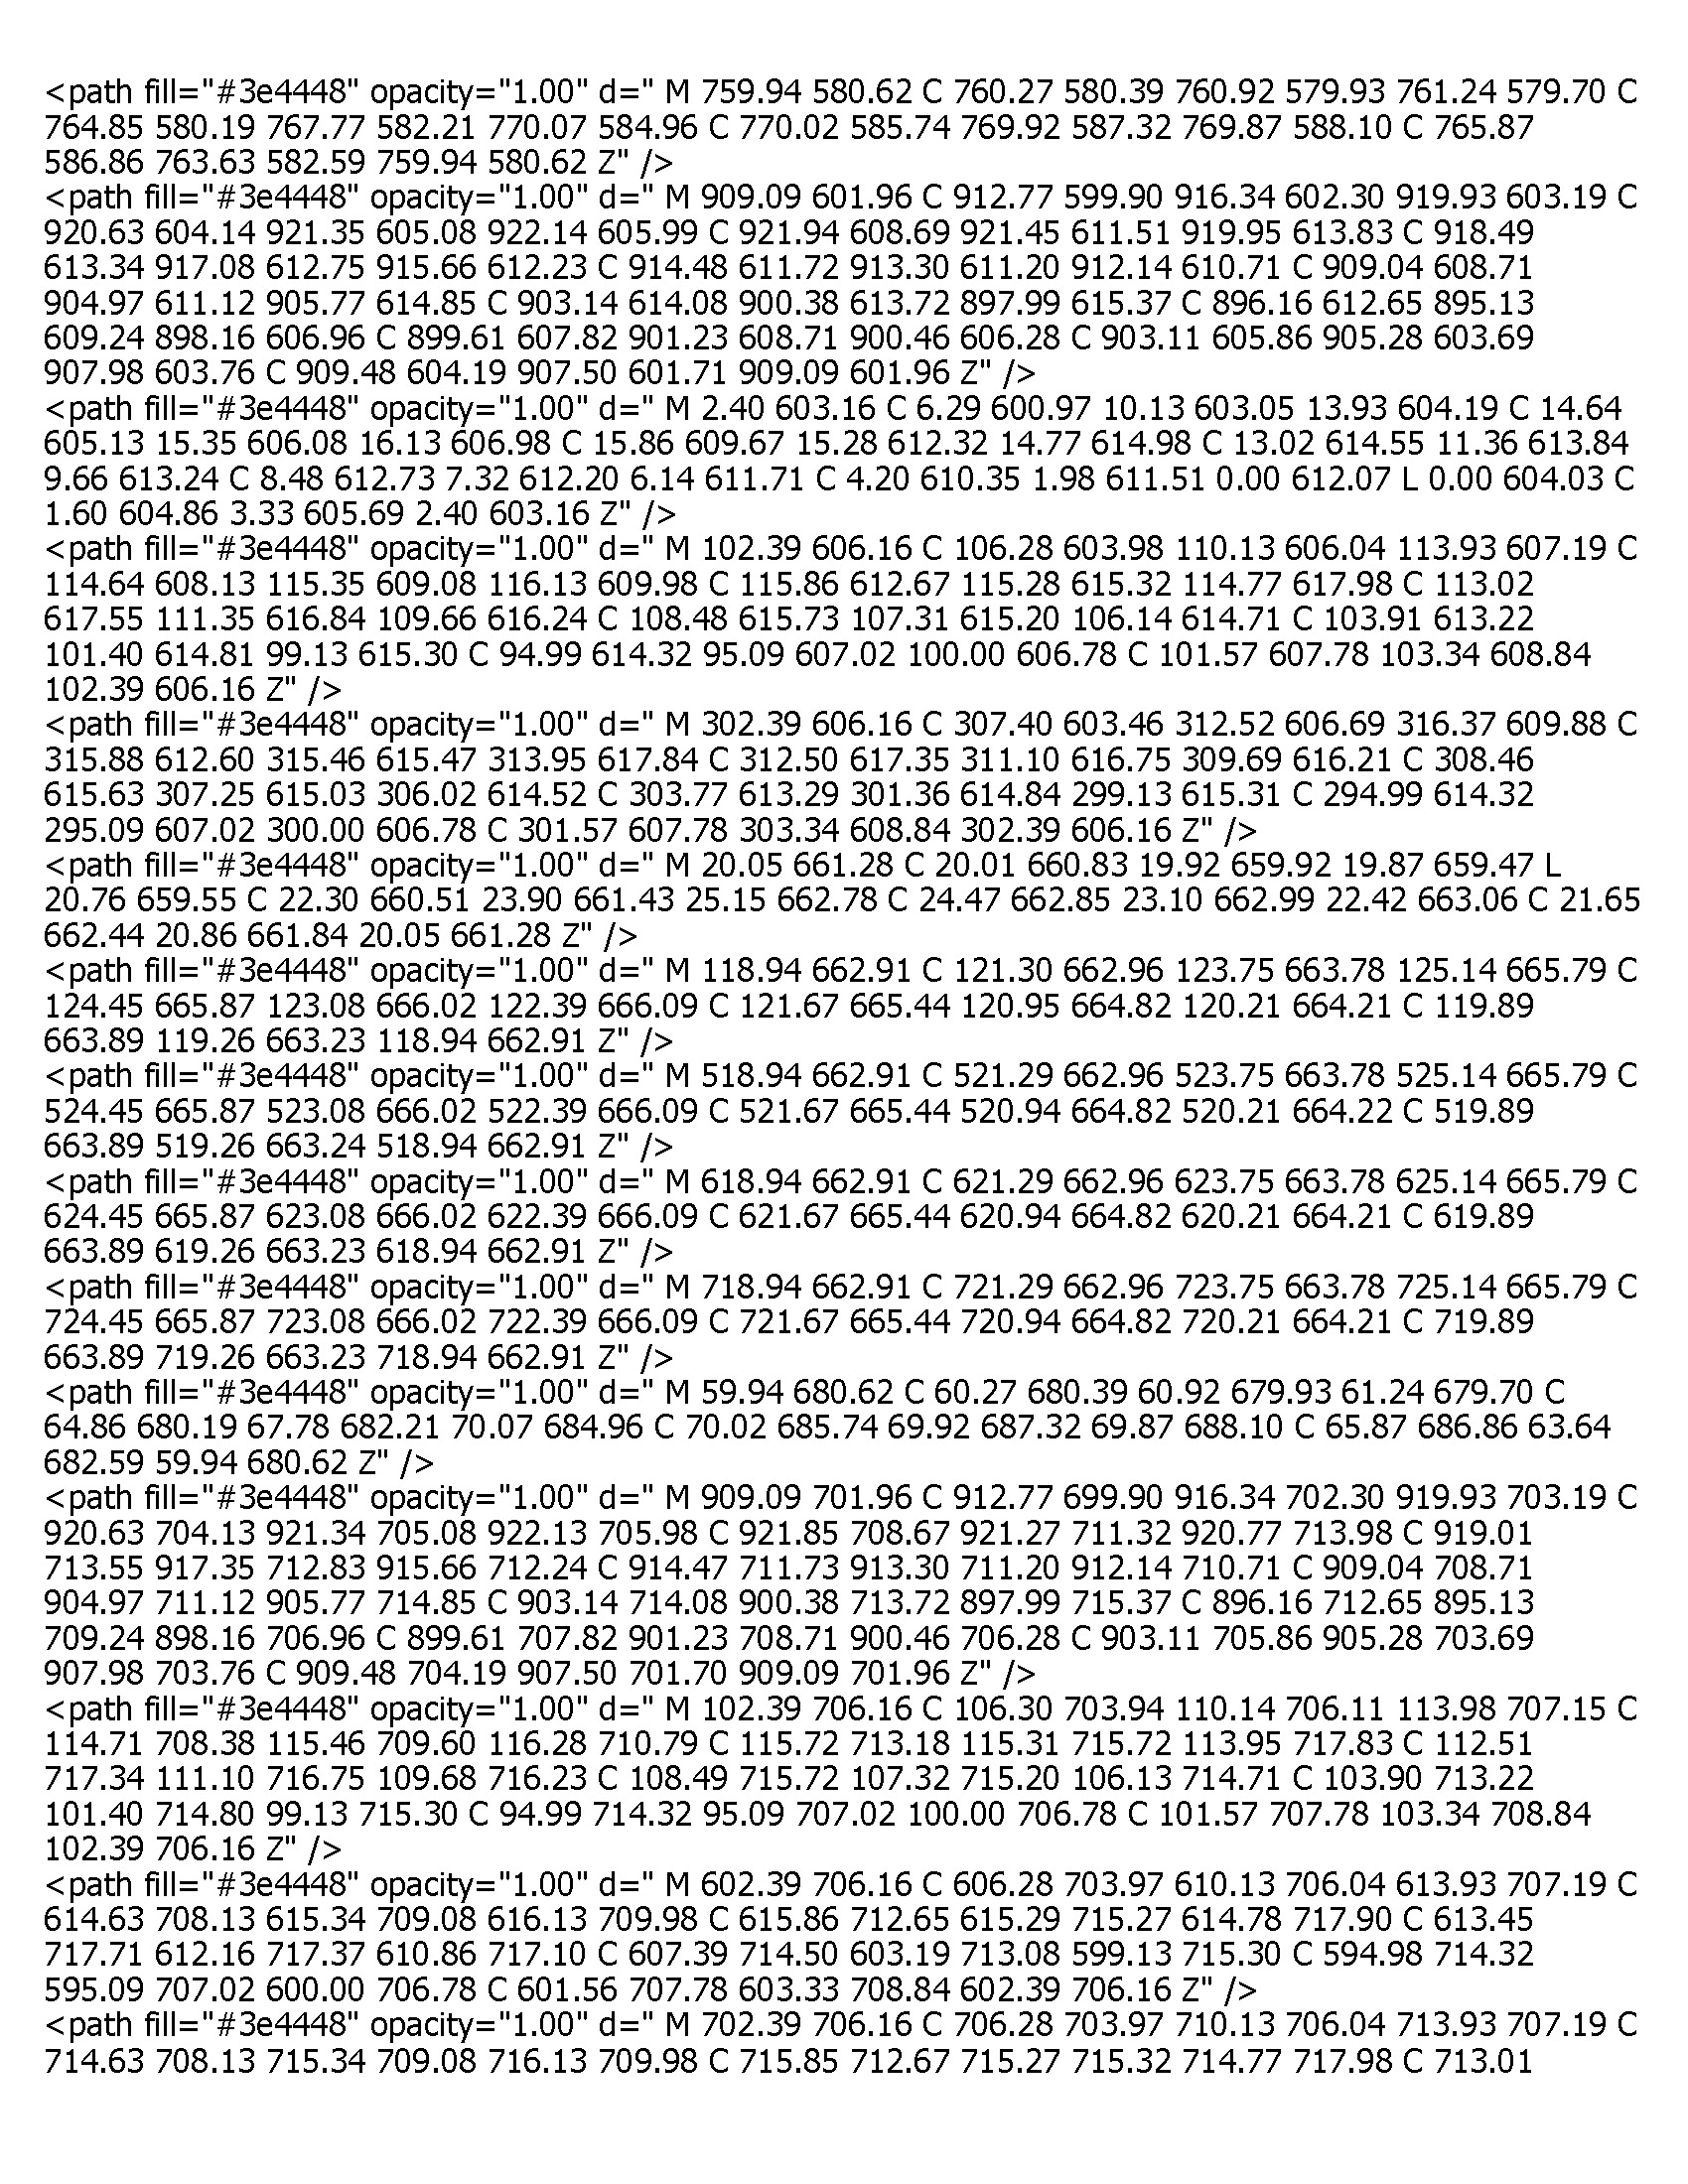 <path fill="#3e4448" opacity="1.00" d=" M 759.94 580.62 C 760.27 580.39 760.92 579.93 761.24 579.70 C
764.85 580.19 767.77 582.21 770.07 584.96 C 770.02 585.74 769.92 587.32 769.87 588.10 C 765.87
586.86 763.63 582.59 759.94 580.62 Z" />
<path fill="#3e4448" opacity="1.00" d=" M 909.09 601.96 C 912.77 599.90 916.34 602.30 919.93 603.19 C
920.63 604.14 921.35 605.08 922.14 605.99 C 921.94 608.69 921.45 611.51 919.95 613.83 C 918.49
613.34 917.08 612.75 915.66 612.23 C 914.48 611.72 913.30 611.20 912.14 610.71 C 909.04 608.71
904.97 611.12 905.77 614.85 C 903.14 614.08 900.38 613.72 897.99 615.37 C 896.16 612.65 895.13
609.24 898.16 606.96 C 899.61 607.82 901.23 608.71 900.46 606.28 C 903.11 605.86 905.28 603.69
907.98 603.76 C 909.48 604.19 907.50 601.71 909.09 601.96 Z" />
<path fill="#3e4448" opacity="1.00" d=" M 2.40 603.16 C 6.29 600.97 10.13 603.05 13.93 604.19 C 14.64
605.13 15.35 606.08 16.13 606.98 C 15.86 609.67 15.28 612.32 14.77 614.98 C 13.02 614.55 11.36 613.84
9.66 613.24 C 8.48 612.73 7.32 612.20 6.14 611.71 C 4.20 610.35 1.98 611.51 0.00 612.07 L 0.00 604.03 C
1.60 604.86 3.33 605.69 2.40 603.16 Z" />
<path fill="#3e4448" opacity="1.00" d=" M 102.39 606.16 C 106.28 603.98 110.13 606.04 113.93 607.19 C
114.64 608.13 115.35 609.08 116.13 609.98 C 115.86 612.67 115.28 615.32 114.77 617.98 C 113.02
617.55 111.35 616.84 109.66 616.24 C 108.48 615.73 107.31 615.20 106.14 614.71 C 103.91 613.22
101.40 614.81 99.13 615.30 C 94.99 614.32 95.09 607.02 100.00 606.78 C 101.57 607.78 103.34 608.84
102.39 606.16 Z" />
<path fill="#3e4448" opacity="1.00" d=" M 302.39 606.16 C 307.40 603.46 312.52 606.69 316.37 609.88 C
315.88 612.60 315.46 615.47 313.95 617.84 C 312.50 617.35 311.10 616.75 309.69 616.21 C 308.46
615.63 307.25 615.03 306.02 614.52 C 303.77 613.29 301.36 614.84 299.13 615.31 C 294.99 614.32
295.09 607.02 300.00 606.78 C 301.57 607.78 303.34 608.84 302.39 606.16 Z" />
<path fill="#3e4448" opacity="1.00" d=" M 20.05 661.28 C 20.01 660.83 19.92 659.92 19.87 659.47 L
20.76 659.55 C 22.30 660.51 23.90 661.43 25.15 662.78 C 24.47 662.85 23.10 662.99 22.42 663.06 C 21.65
662.44 20.86 661.84 20.05 661.28 Z" />
<path fill="#3e4448" opacity="1.00" d=" M 118.94 662.91 C 121.30 662.96 123.75 663.78 125.14 665.79 C
124.45 665.87 123.08 666.02 122.39 666.09 C 121.67 665.44 120.95 664.82 120.21 664.21 C 119.89
663.89 119.26 663.23 118.94 662.91 Z" />
<path fill="#3e4448" opacity="1.00" d=" M 518.94 662.91 C 521.29 662.96 523.75 663.78 525.14 665.79 C
524.45 665.87 523.08 666.02 522.39 666.09 C 521.67 665.44 520.94 664.82 520.21 664.22 C 519.89
663.89 519.26 663.24 518.94 662.91 Z" />
<path fill="#3e4448" opacity="1.00" d=" M 618.94 662.91 C 621.29 662.96 623.75 663.78 625.14 665.79 C
624.45 665.87 623.08 666.02 622.39 666.09 C 621.67 665.44 620.94 664.82 620.21 664.21 C 619.89
663.89 619.26 663.23 618.94 662.91 Z" />
<path fill="#3e4448" opacity="1.00" d=" M 718.94 662.91 C 721.29 662.96 723.75 663.78 725.14 665.79 C
724.45 665.87 723.08 666.02 722.39 666.09 C 721.67 665.44 720.94 664.82 720.21 664.21 C 719.89
663.89 719.26 663.23 718.94 662.91 Z" />
<path fill="#3e4448" opacity="1.00" d=" M 59.94 680.62 C 60.27 680.39 60.92 679.93 61.24 679.70 C
64.86 680.19 67.78 682.21 70.07 684.96 C 70.02 685.74 69.92 687.32 69.87 688.10 C 65.87 686.86 63.64
682.59 59.94 680.62 Z" />
<path fill="#3e4448" opacity="1.00" d=" M 909.09 701.96 C 912.77 699.90 916.34 702.30 919.93 703.19 C
920.63 704.13 921.34 705.08 922.13 705.98 C 921.85 708.67 921.27 711.32 920.77 713.98 C 919.01
713.55 917.35 712.83 915.66 712.24 C 914.47 711.73 913.30 711.20 912.14 710.71 C 909.04 708.71
904.97 711.12 905.77 714.85 C 903.14 714.08 900.38 713.72 897.99 715.37 C 896.16 712.65 895.13
709.24 898.16 706.96 C 899.61 707.82 901.23 708.71 900.46 706.28 C 903.11 705.86 905.28 703.69
907.98 703.76 C 909.48 704.19 907.50 701.70 909.09 701.96 Z" />
<path fill="#3e4448" opacity="1.00" d=" M 102.39 706.16 C 106.30 703.94 110.14 706.11 113.98 707.15 C
114.71 708.38 115.46 709.60 116.28 710.79 C 115.72 713.18 115.31 715.72 113.95 717.83 C 112.51
717.34 111.10 716.75 109.68 716.23 C 108.49 715.72 107.32 715.20 106.13 714.71 C 103.90 713.22
101.40 714.80 99.13 715.30 C 94.99 714.32 95.09 707.02 100.00 706.78 C 101.57 707.78 103.34 708.84
102.39 706.16 Z" />
<path fill="#3e4448" opacity="1.00" d=" M 602.39 706.16 C 606.28 703.97 610.13 706.04 613.93 707.19 C
614.63 708.13 615.34 709.08 616.13 709.98 C 615.86 712.65 615.29 715.27 614.78 717.90 C 613.45
717.71 612.16 717.37 610.86 717.10 C 607.39 714.50 603.19 713.08 599.13 715.30 C 594.98 714.32
595.09 707.02 600.00 706.78 C 601.56 707.78 603.33 708.84 602.39 706.16 Z" />
<path fill="#3e4448" opacity="1.00" d=" M 702.39 706.16 C 706.28 703.97 710.13 706.04 713.93 707.19 C
714.63 708.13 715.34 709.08 716.13 709.98 C 715.85 712.67 715.27 715.32 714.77 717.98 C 713.01